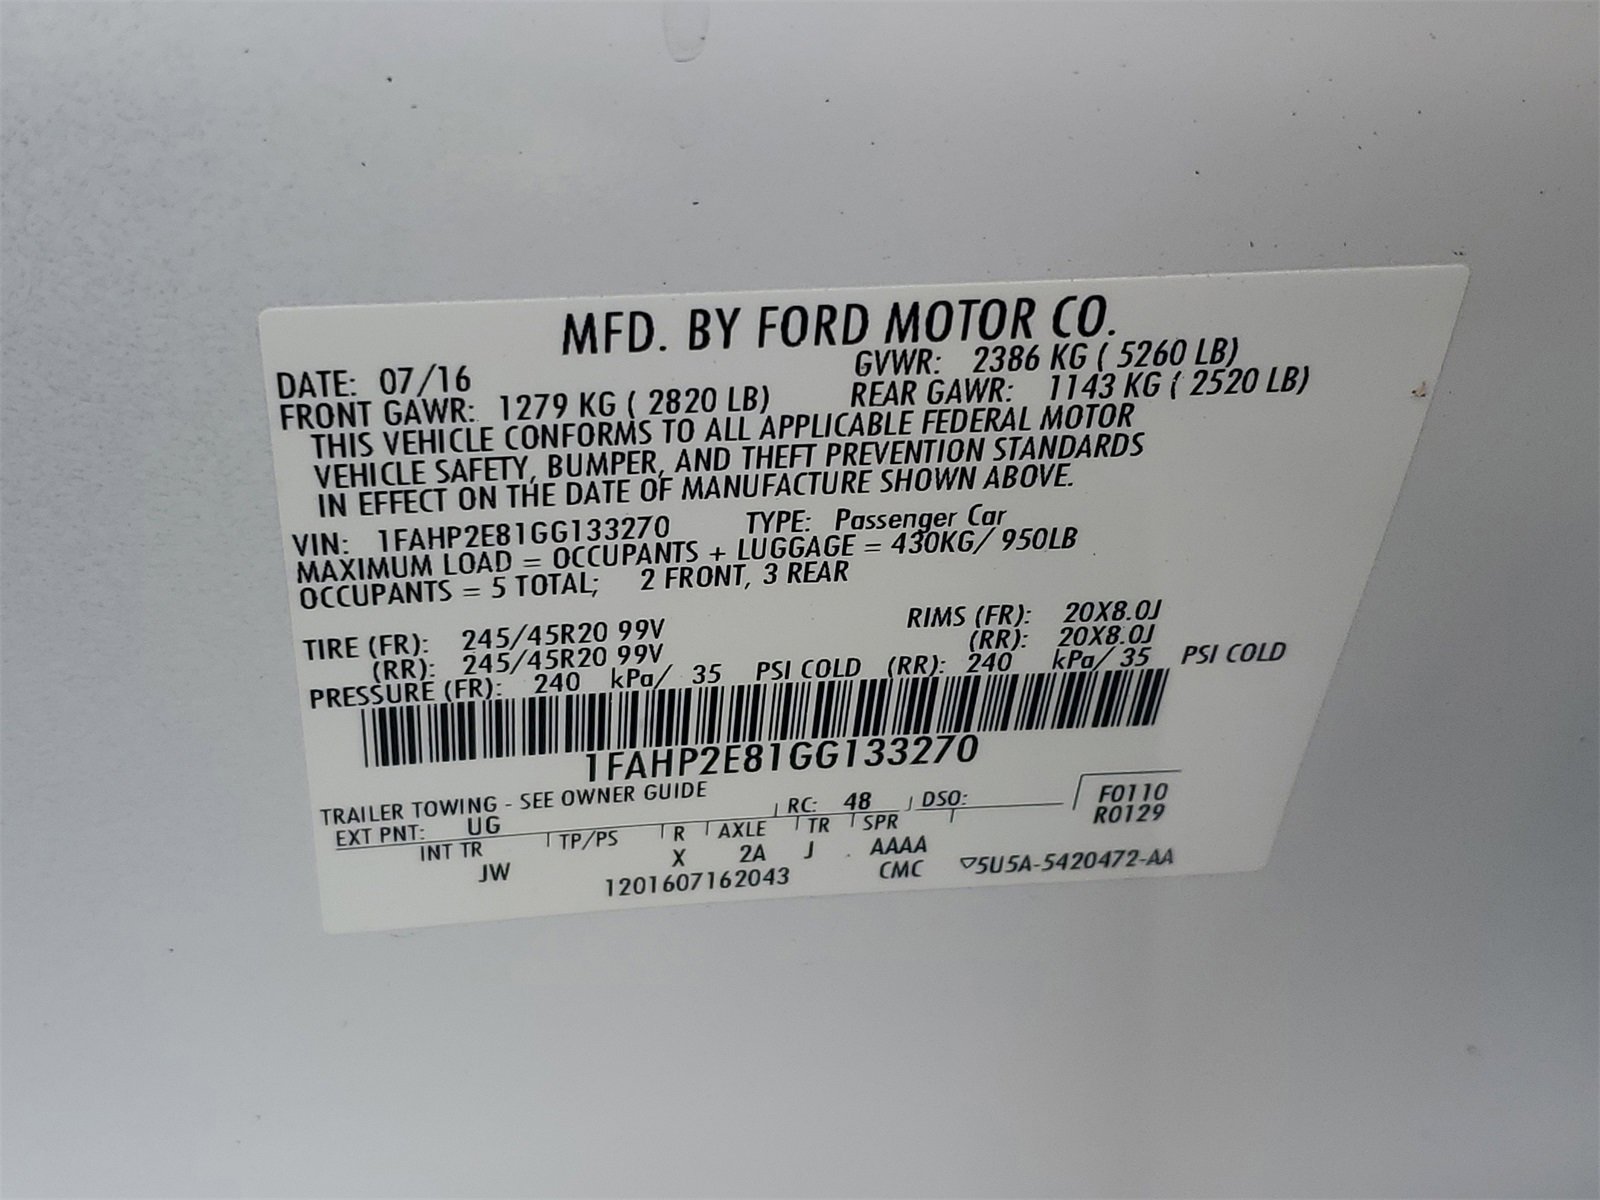 MFD. BY FORD MOTOR CO.
DATE: 07/16 GVWR: 2386 KG ( 5260 LB)
FRONT GAWR: 1279 KG ( 2820 LB) REAR GAWR: 1143 KG ( 2520 LB)
THIS VEHICLE CONFORMS TO ALL APPLICABLE FEDERAL MOTOR
VEHICLE SAFETY, BUMPER, AND THEFT PREVENTION STANDARDS
IN EFFECT ON THE DATE OF MANUFACTURE SHOWN ABOVE.
VIN: 1FAHP2E81GG133270 TYPE: Passenger Car
MAXIMUM LOAD = OCCUPANTS + LUGGAGE = 430KG/ 950LB
OCCUPANTS = 5 TOTAL; 2 FRONT, 3 REAR
TIRE (FR): 245/45R20 99V RIMS (FR): 20X8.0J
(RR): 245/45R20 99V (RR): 20X8.0J
PRESSURE (FR): 240 kPa/ 35 PSI COLD (RR): 240 kPa/ 35 PSI COLD
1FAHP2E81GG133270
TRAILER TOWING - SEE OWNER GUIDE
EXT PNT: UG RC: 48 DSO: F0110
R0129
INT TR TP/PS R AXLE TR SPR
JW X 2A J AAAA
1201607162043 CMC ▽5U5A-5420472-AA